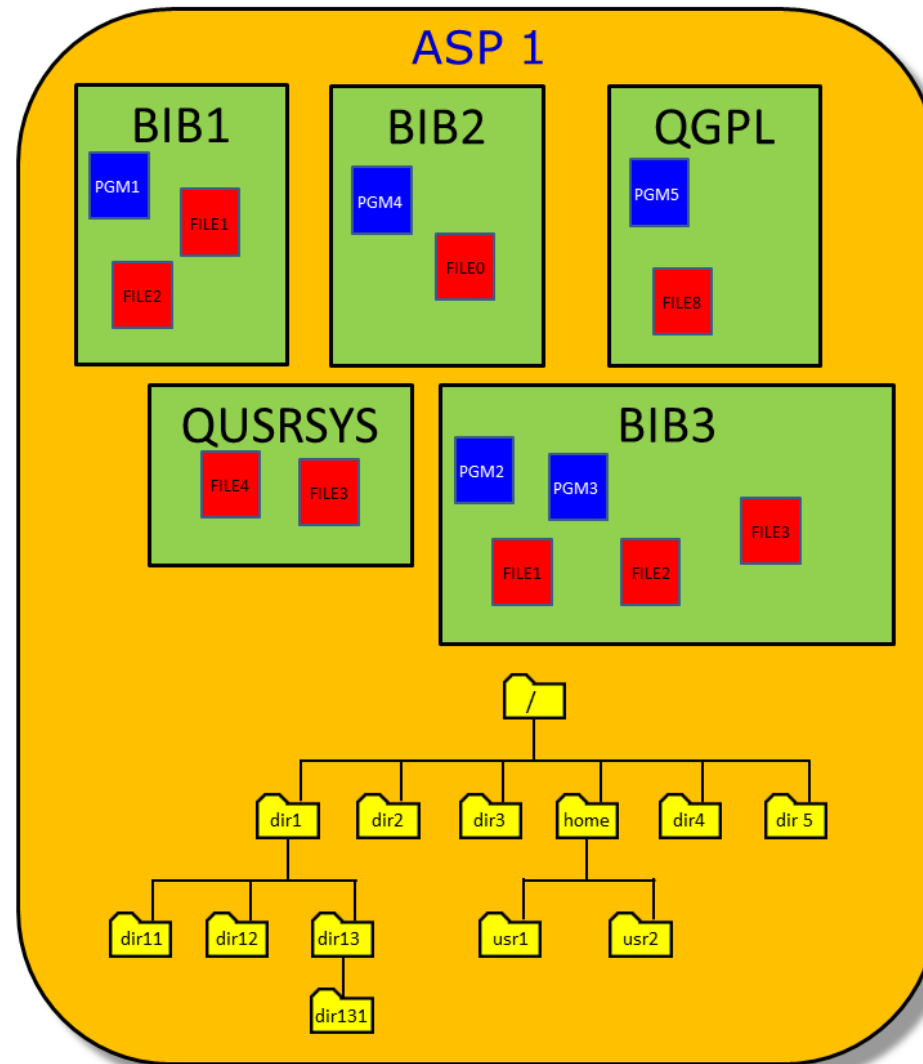 ASP 1
BIB1
PGM1
FILE1
FILE2
BIB2
PGM4
FILE0
QGPL
PGM5
FILE8
QUSRSYS
FILE4
FILE3
BIB3
PGM2
PGM3
FILE1
FILE2
FILE3
/
dir1
dir2
dir3
home
dir4
dir 5
dir11
dir12
dir13
usr1
usr2
dir131